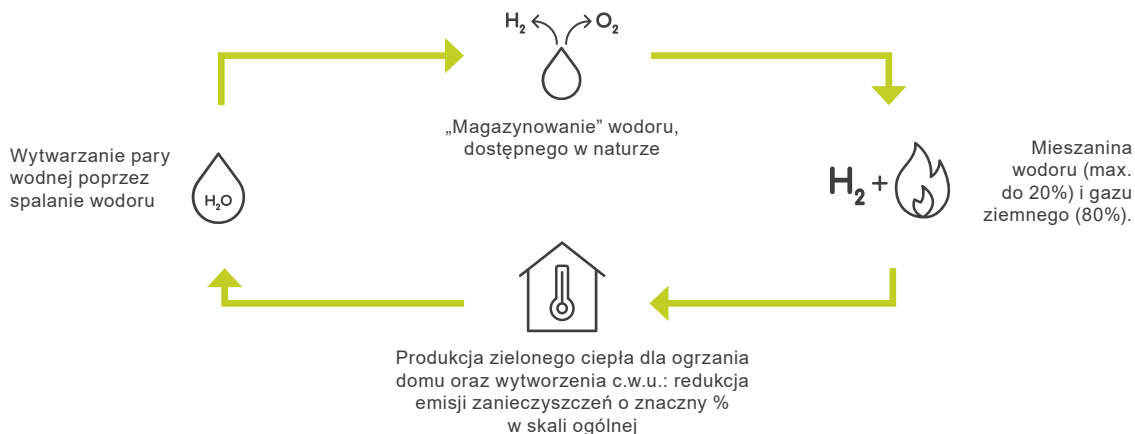 H₂ O₂
„Magazynowanie” wodoru,
dostępnego w naturze
Wytwarzanie pary
wodnej poprzez
spalanie wodoru
H₂O
H₂ +
Mieszanina
wodoru (max.
do 20%) i gazu
ziemnego (80%).
Produkcja zielonego ciepła dla ogrzania
domu oraz wytworzenia c.w.u.: redukcja
emisji zanieczyszczeń o znaczny %
w skali ogólnej